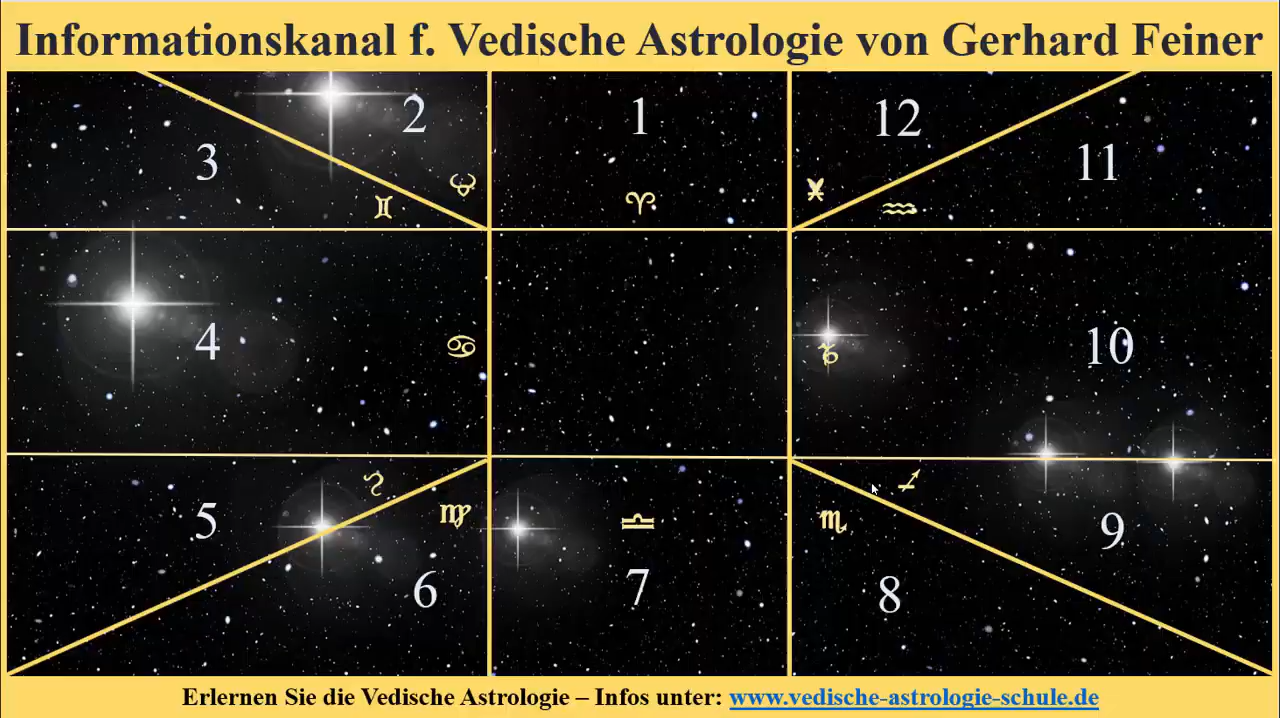 Informationskanal f. Vedische Astrologie von Gerhard Feiner
2 1 12
3 11
♉ ♓
♊ ♈ ♒
4 ♋ ♑ 10
♌ ♐
5 ♍ ♎ ♏ 9
6 7 8
Erlernen Sie die Vedische Astrologie – Infos unter: www.vedische-astrologie-schule.de